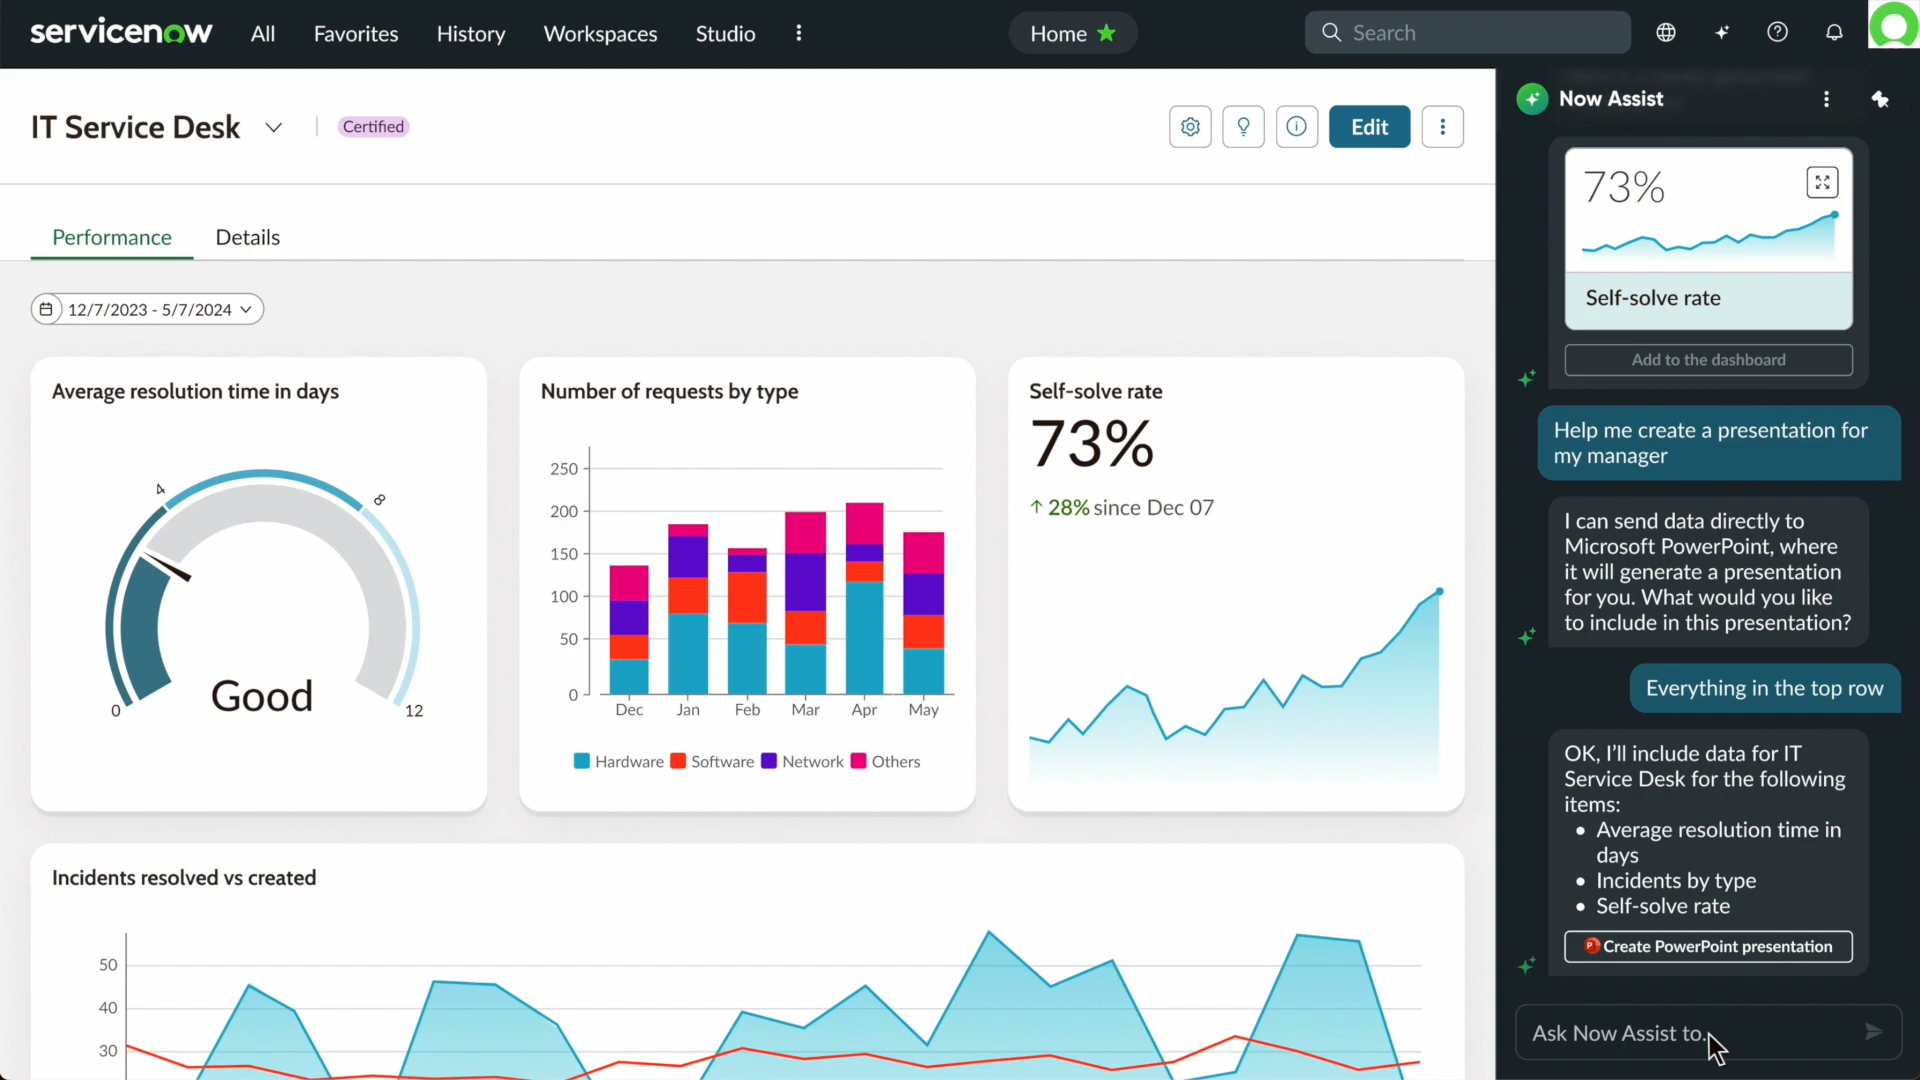 servicenow
All
Favorites
History
Workspaces
Studio
Home
Search
IT Service Desk
Certified
Edit
Performance
Details
12/7/2023 - 5/7/2024
Average resolution time in days
4
8
0
12
Good
Number of requests by type
250
200
150
100
50
0
Dec Jan Feb Mar Apr May
Hardware Software Network Others
Self-solve rate
73%
↑ 28% since Dec 07
Incidents resolved vs created
50
40
30
Now Assist
73%
Self-solve rate
Add to the dashboard
Help me create a presentation for
my manager
I can send data directly to
Microsoft PowerPoint, where
it will generate a presentation
for you. What would you like
to include in this presentation?
Everything in the top row
OK, I’ll include data for IT
Service Desk for the following
items:
• Average resolution time in
days
• Incidents by type
• Self-solve rate
Create PowerPoint presentation
Ask Now Assist to..